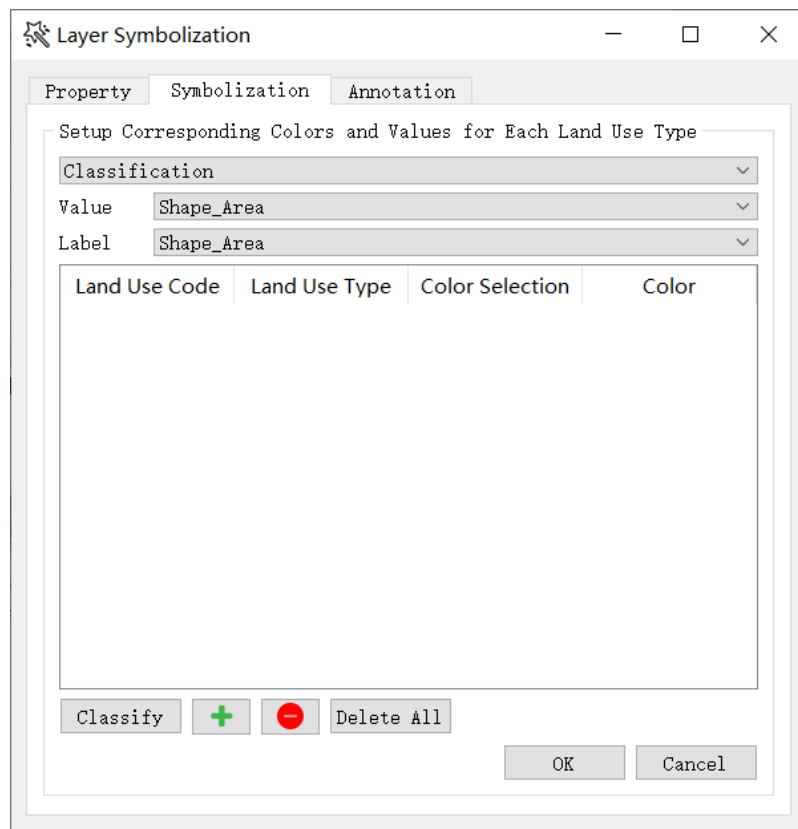 Layer Symbolization
Property Symbolization Annotation
Setup Corresponding Colors and Values for Each Land Use Type
Classification
Value Shape_Area
Label Shape_Area
Land Use Code Land Use Type Color Selection Color
Classify Delete All
OK Cancel